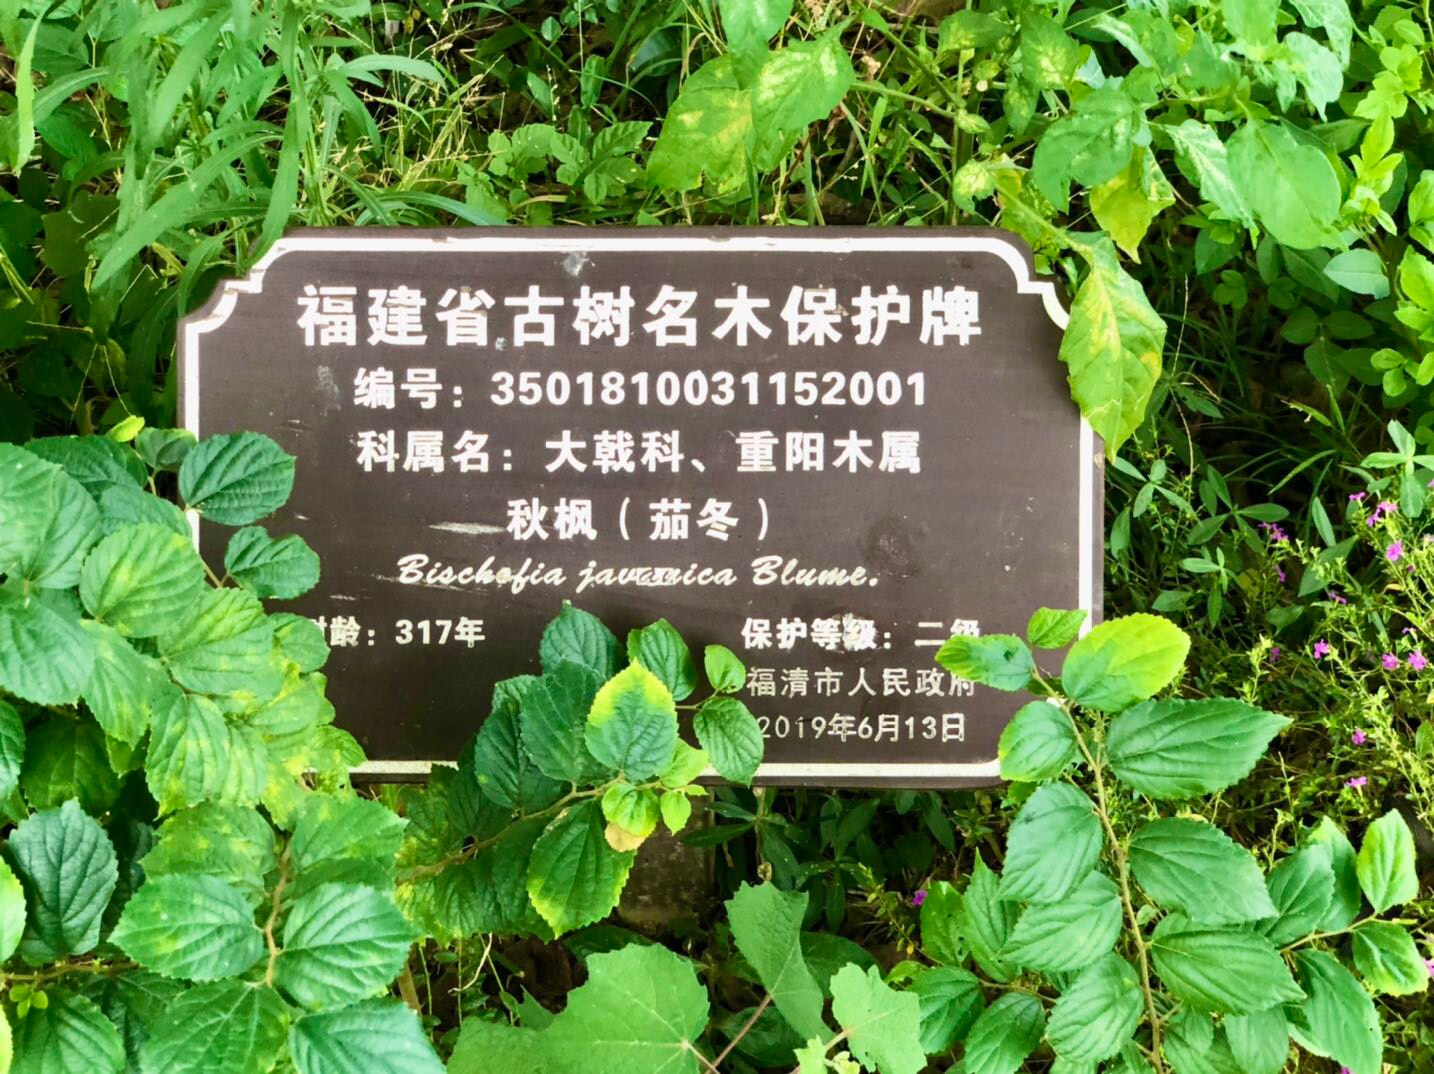 福建省古树名木保护牌
编号：3501810031152001
科属名：大戟科、重阳木属
秋枫（茄冬）
Bischofia javanica Blume.
树龄：317年
保护等级：二级
福清市人民政府
2019年6月13日